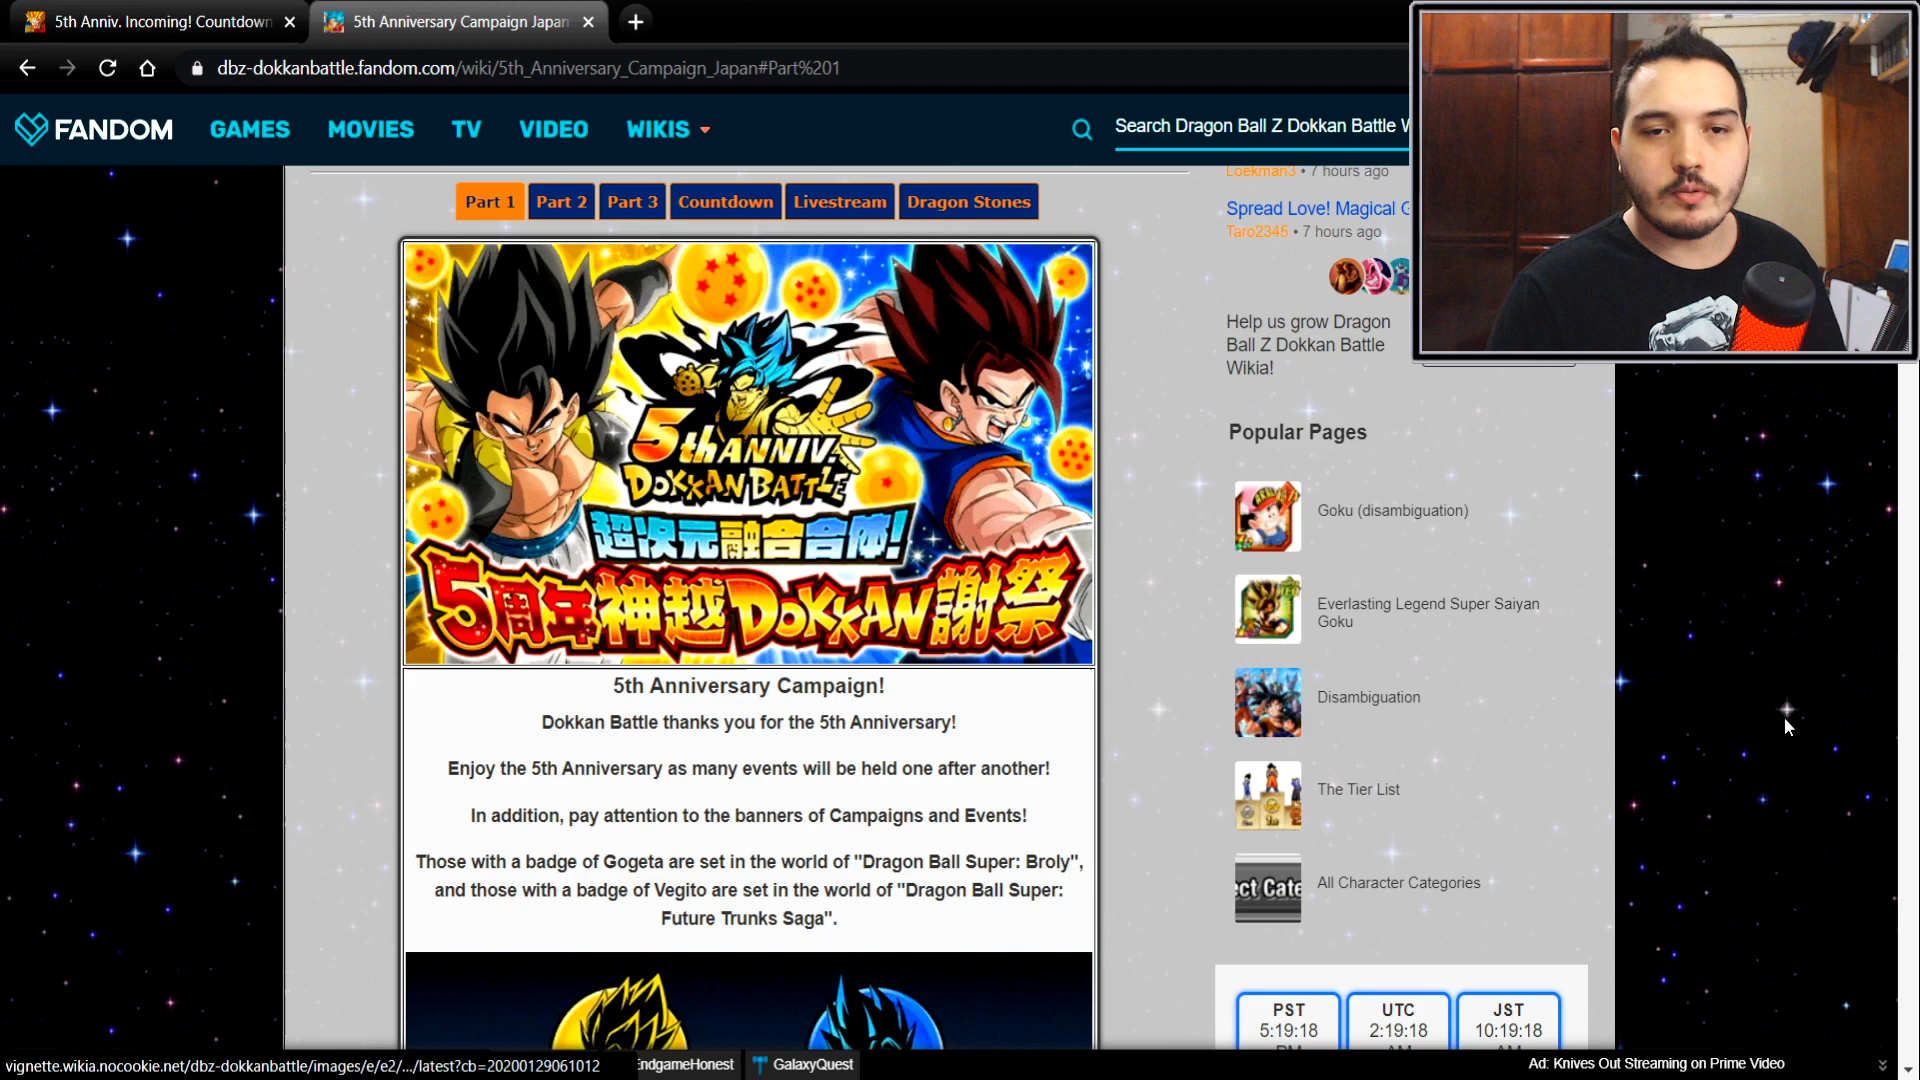 5th Anniv. Incoming! Countdown
5th Anniversary Campaign Japan
dbz-dokkanbattle.fandom.com/wiki/5th_Anniversary_Campaign_Japan#Part%201
FANDOM
GAMES
MOVIES
TV
VIDEO
WIKIS
Search Dragon Ball Z Dokkan Battle W
Part 1
Part 2
Part 3
Countdown
Livestream
Dragon Stones
5th ANNIV.
DOKKAN BATTLE
超次元融合合体!
5周年神越DOKKAN謝祭
5th Anniversary Campaign!
Dokkan Battle thanks you for the 5th Anniversary!
Enjoy the 5th Anniversary as many events will be held one after another!
In addition, pay attention to the banners of Campaigns and Events!
Those with a badge of Gogeta are set in the world of "Dragon Ball Super: Broly",
and those with a badge of Vegito are set in the world of "Dragon Ball Super:
Future Trunks Saga".
Loekman3 • 7 hours ago
Spread Love! Magical G
Taro2345 • 7 hours ago
Help us grow Dragon
Ball Z Dokkan Battle
Wikia!
Popular Pages
Goku (disambiguation)
Everlasting Legend Super Saiyan
Goku
Disambiguation
The Tier List
ect Cate
All Character Categories
PST
5:19:18
PM
UTC
2:19:18
AM
JST
10:19:18
AM
vignette.wikia.nocookie.net/dbz-dokkanbattle/images/e/e2/.../latest?cb=20200129061012
EndgameHonest
GalaxyQuest
Ad: Knives Out Streaming on Prime Video